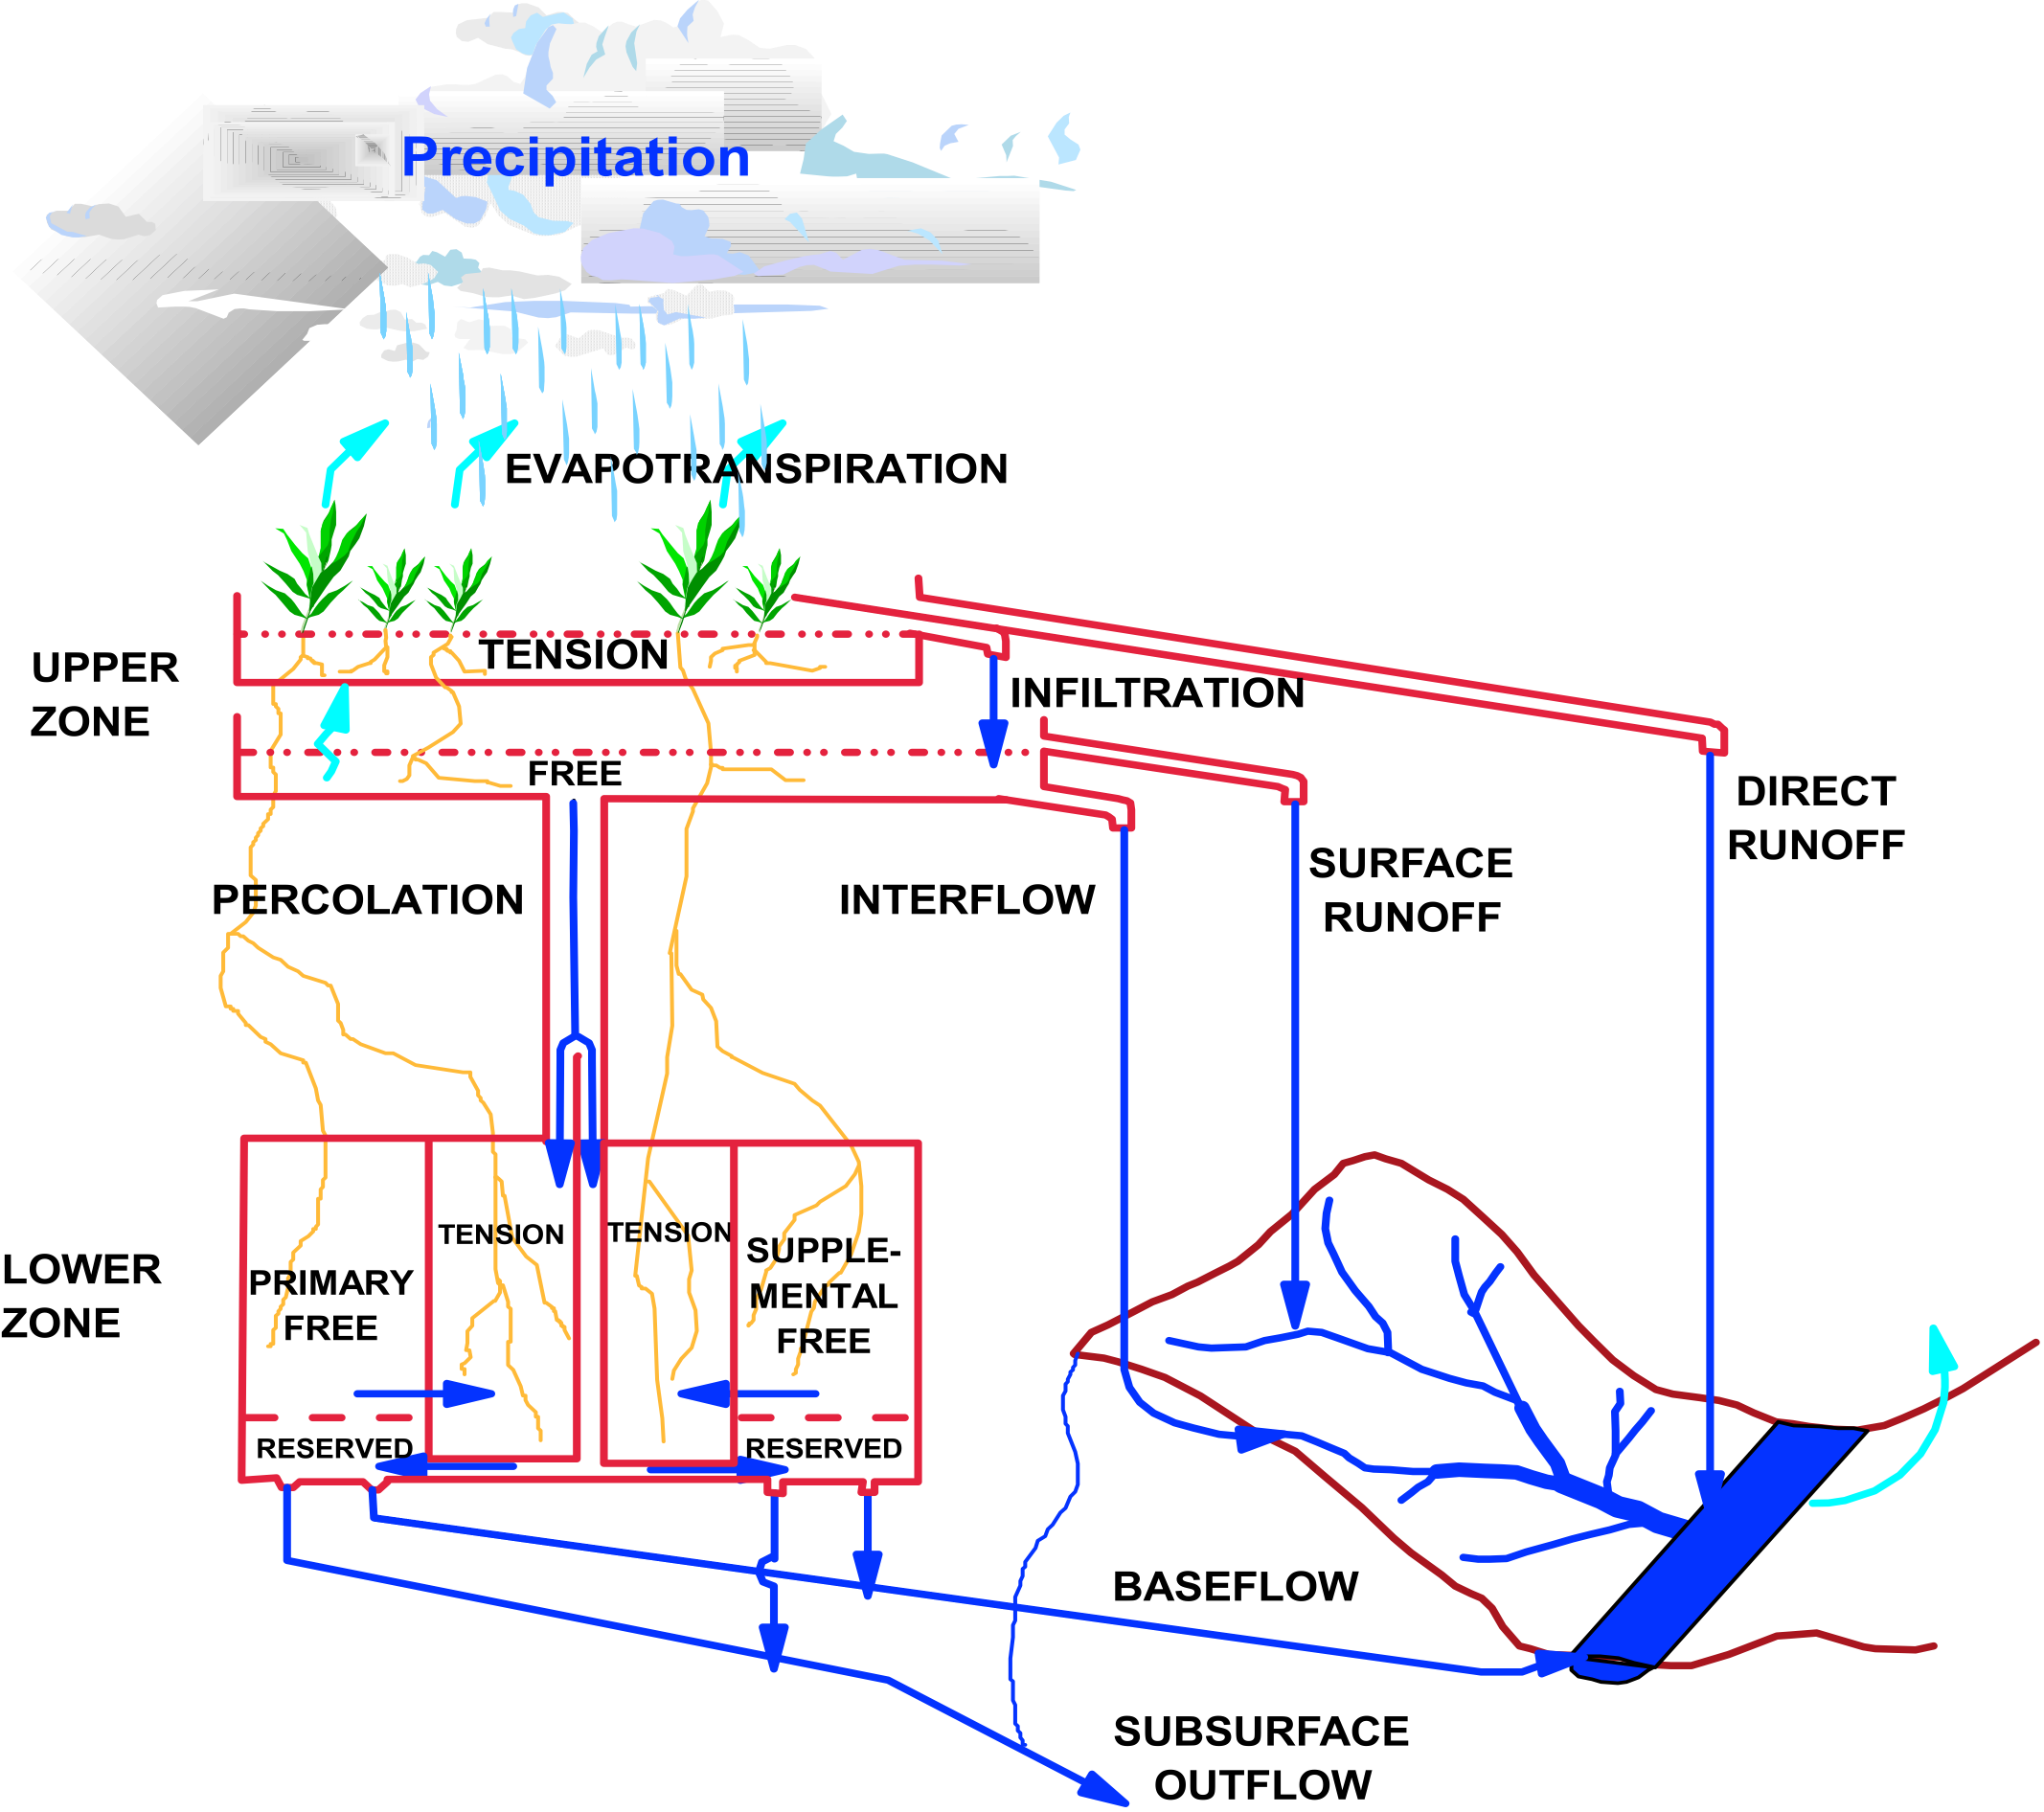 Precipitation
EVAPOTRANSPIRATION
UPPER
ZONE
TENSION
INFILTRATION
FREE
DIRECT
RUNOFF
SURFACE
RUNOFF
PERCOLATION
INTERFLOW
LOWER
ZONE
PRIMARY
FREE
TENSION
TENSION
SUPPLE-
MENTAL
FREE
RESERVED
RESERVED
BASEFLOW
SUBSURFACE
OUTFLOW